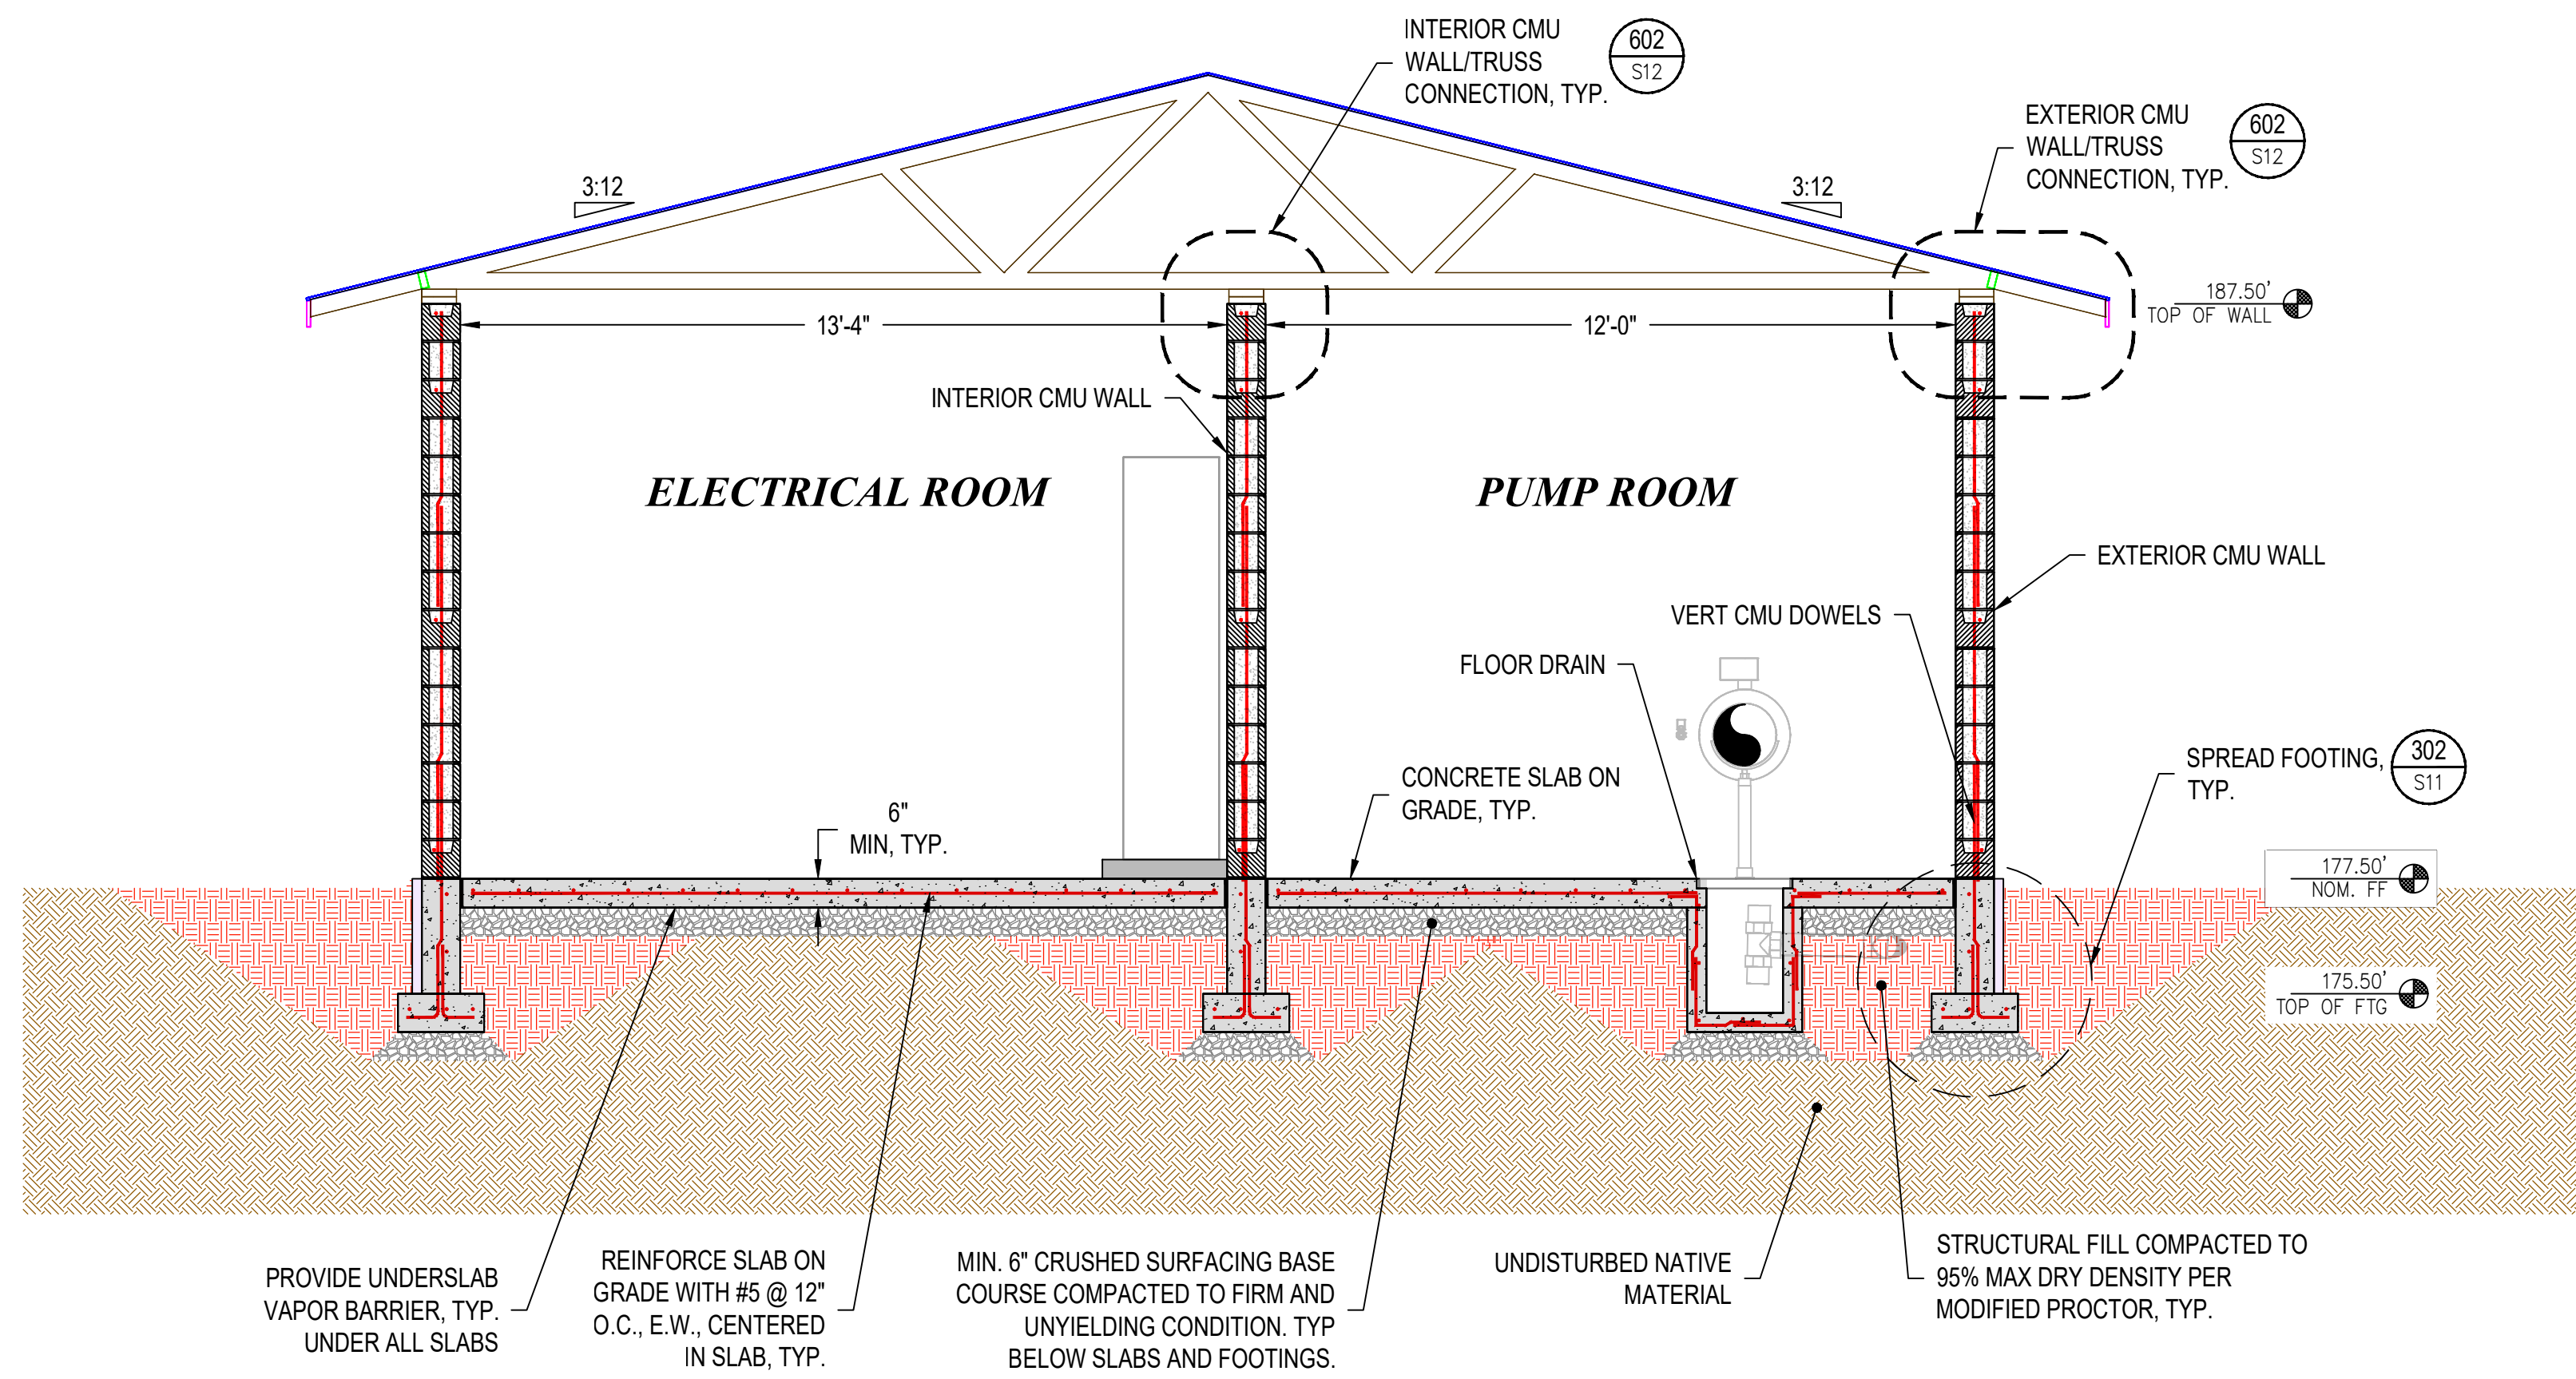 INTERIOR CMU
WALL/TRUSS
CONNECTION, TYP.
602
S12
EXTERIOR CMU
WALL/TRUSS
CONNECTION, TYP.
602
S12
3:12
3:12
187.50'
TOP OF WALL
13'-4"
12'-0"
INTERIOR CMU WALL
ELECTRICAL ROOM
PUMP ROOM
EXTERIOR CMU WALL
VERT CMU DOWELS
FLOOR DRAIN
SPREAD FOOTING,
TYP.
302
S11
CONCRETE SLAB ON
GRADE, TYP.
6"
MIN, TYP.
177.50'
NOM. FF
175.50'
TOP OF FTG
PROVIDE UNDERSLAB
VAPOR BARRIER, TYP.
UNDER ALL SLABS
REINFORCE SLAB ON
GRADE WITH #5 @ 12"
O.C., E.W., CENTERED
IN SLAB, TYP.
MIN. 6" CRUSHED SURFACING BASE
COURSE COMPACTED TO FIRM AND
UNYIELDING CONDITION. TYP
BELOW SLABS AND FOOTINGS.
UNDISTURBED NATIVE
MATERIAL
STRUCTURAL FILL COMPACTED TO
95% MAX DRY DENSITY PER
MODIFIED PROCTOR, TYP.